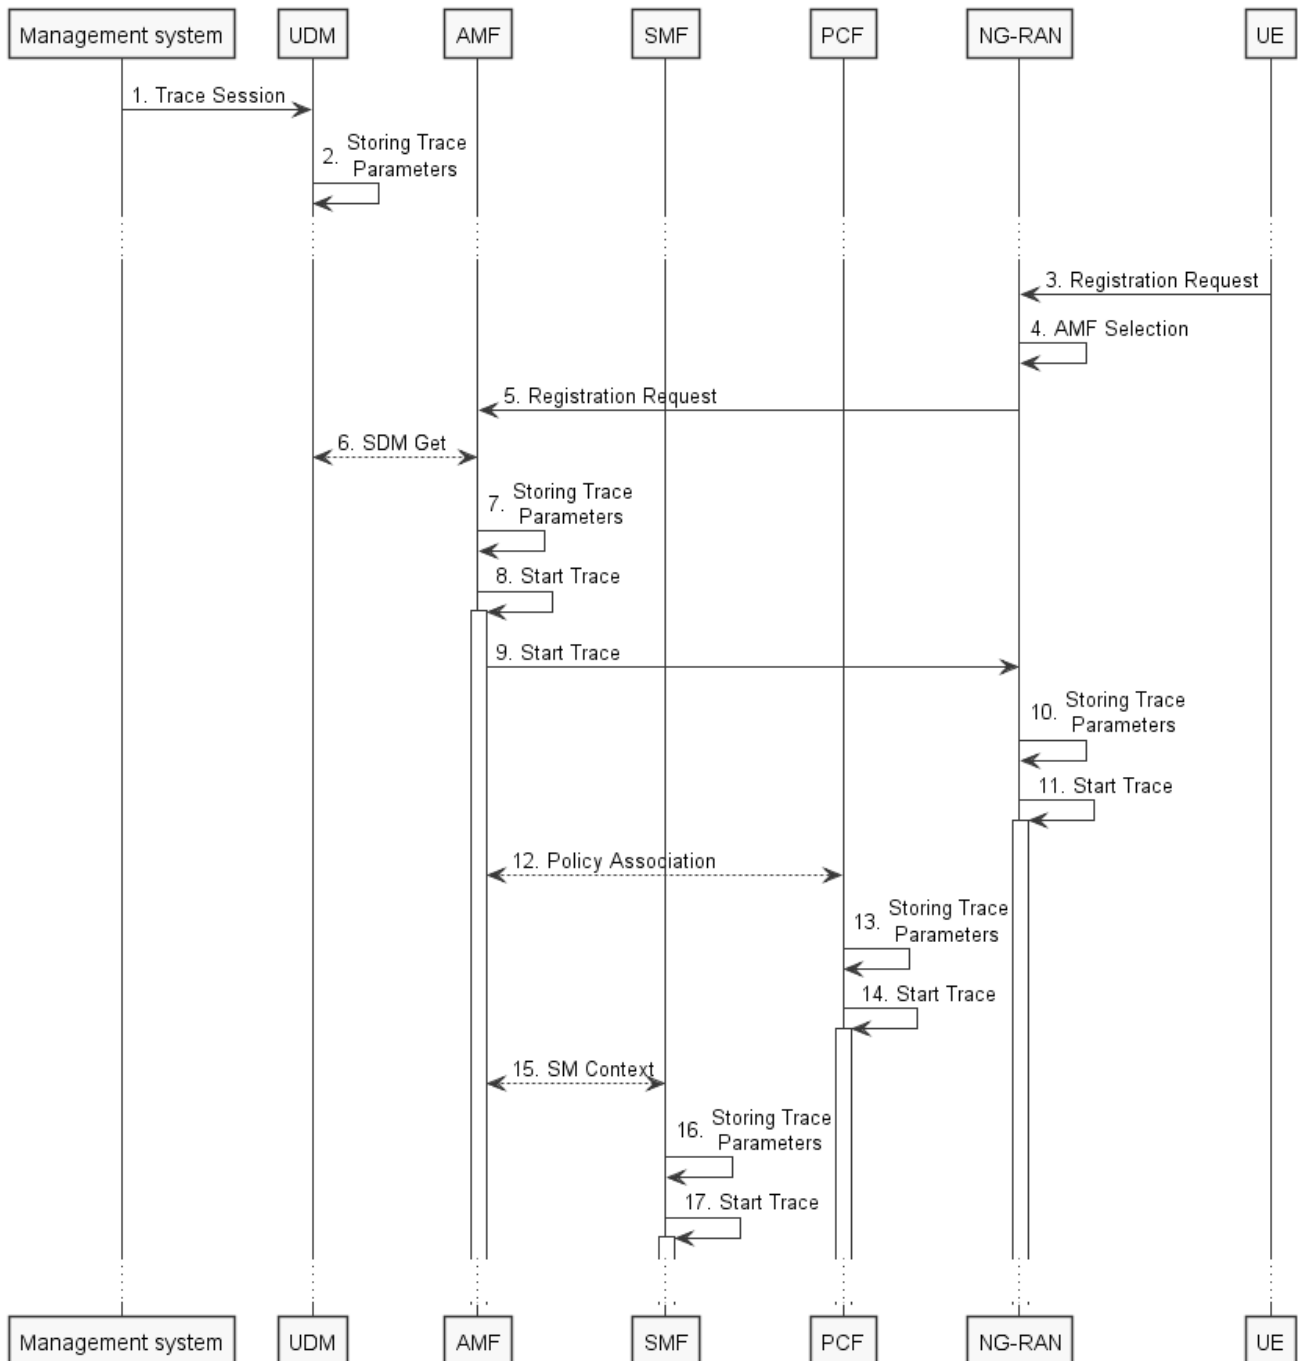 Management system
UDM
AMF
SMF
PCF
NG-RAN
UE
1. Trace Session
2. Storing Trace
Parameters
3. Registration Request
4. AMF Selection
5. Registration Request
6. SDM Get
7. Storing Trace
Parameters
8. Start Trace
9. Start Trace
10. Storing Trace
Parameters
11. Start Trace
12. Policy Association
13. Storing Trace
Parameters
14. Start Trace
15. SM Context
16. Storing Trace
Parameters
17. Start Trace
Management system
UDM
AMF
SMF
PCF
NG-RAN
UE